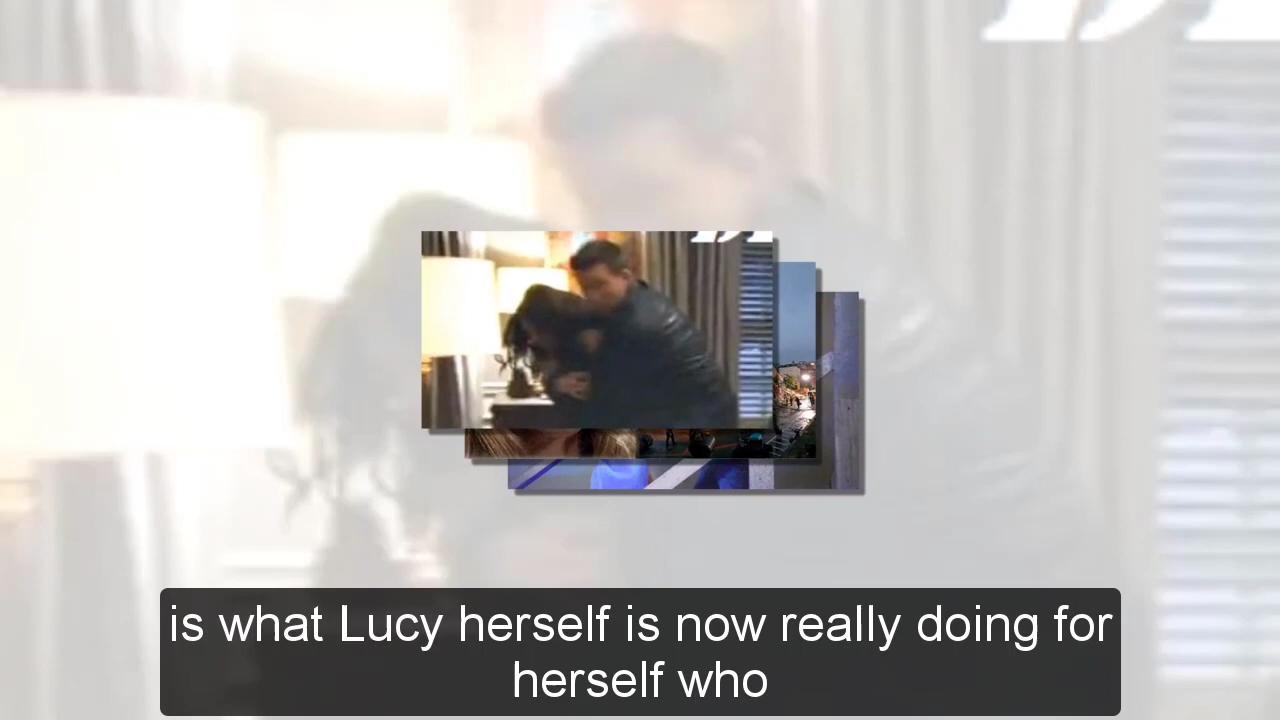 is what Lucy herself is now really doing for
herself who